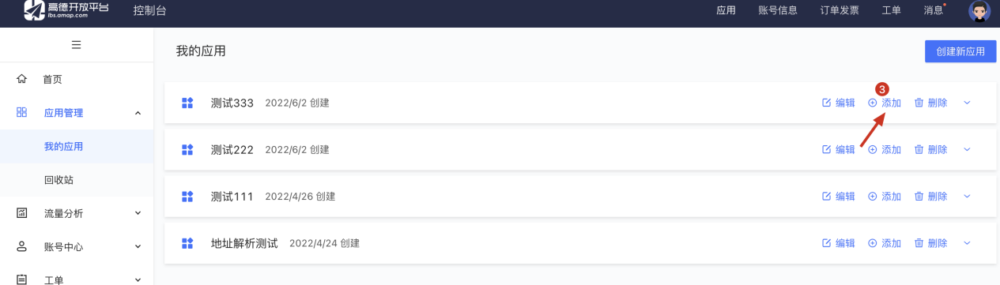 高德开放平台
lbs.amap.com
控制台
应用 账号信息 订单发票 工单 消息
我的应用
创建新应用
首页
应用管理
我的应用
回收站
流量分析
账号中心
工单
3
测试333 2022/6/2 创建 编辑 添加 删除
测试222 2022/6/2 创建 编辑 添加 删除
测试111 2022/4/26 创建 编辑 添加 删除
地址解析测试 2022/4/24 创建 编辑 添加 删除